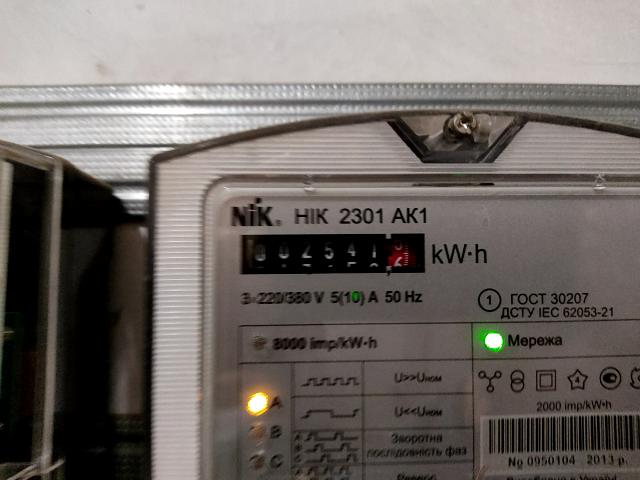 NiK® НІК 2301 АК1
002541 kW·h
3×220/380 V 5(10) A 50 Hz
1 ГОСТ 30207
ДСТУ IEC 62053-21
8000 imp/kW·h
Мережа
U>>Uном
A
U<<Uном
2000 imp/kW·h
B
Зворотна
послідовність фаз
C
№ 0950104 2013 р.